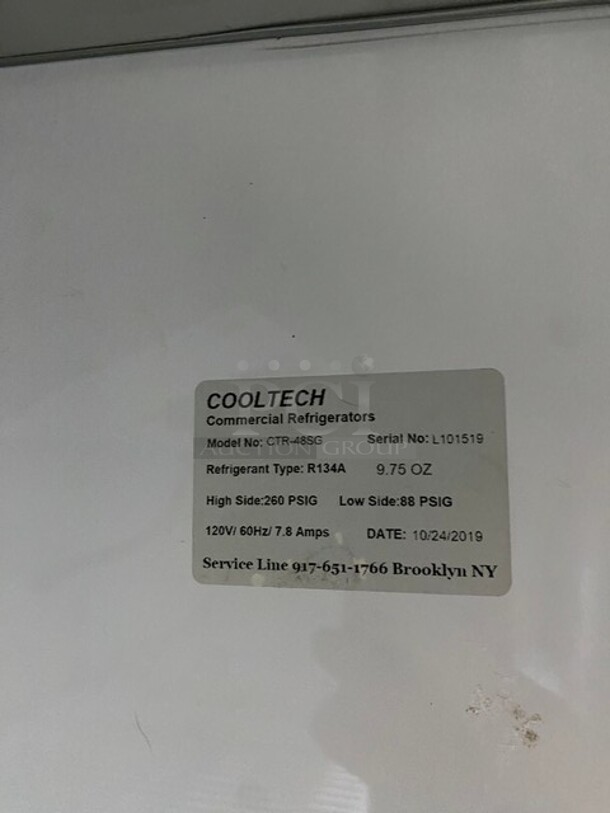 COOLTECH
Commercial Refrigerators
Model No: CTR-48SG Serial No: L101519
Refrigerant Type: R134A 9.75 OZ
High Side:260 PSIG Low Side:88 PSIG
120V/ 60Hz/ 7.8 Amps DATE: 10/24/2019
Service Line 917-651-1766 Brooklyn NY
AUCTION GROUP